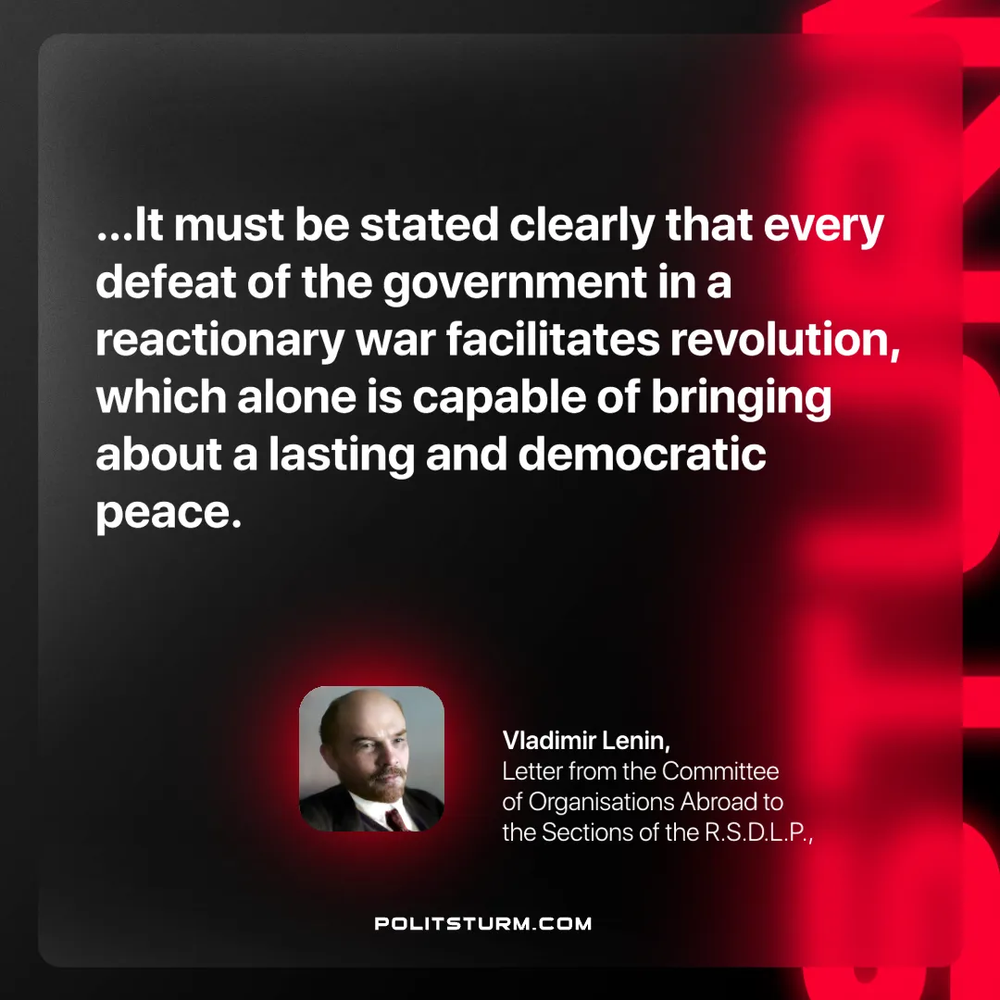 ...It must be stated clearly that every
defeat of the government in a
reactionary war facilitates revolution,
which alone is capable of bringing
about a lasting and democratic
peace.
Vladimir Lenin,
Letter from the Committee
of Organisations Abroad to
the Sections of the R.S.D.L.P.,
POLITSTURM.COM